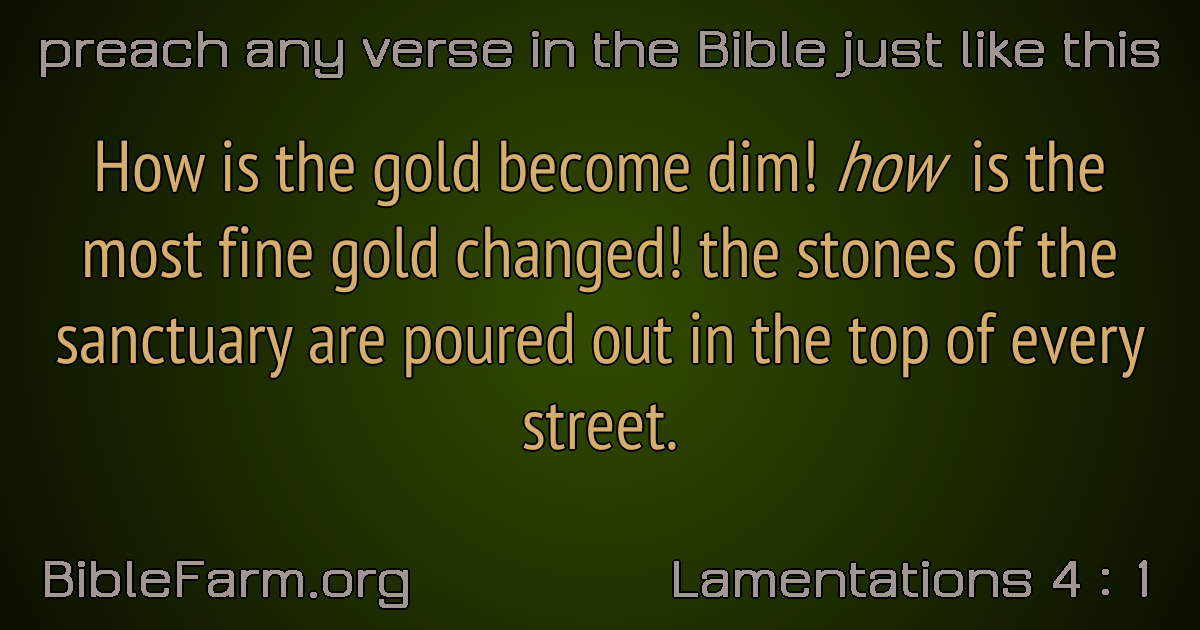 preach any verse in the Bible just like this
How is the gold become dim! how is the
most fine gold changed! the stones of the
sanctuary are poured out in the top of every
street.
BibleFarm.org
Lamentations 4 : 1